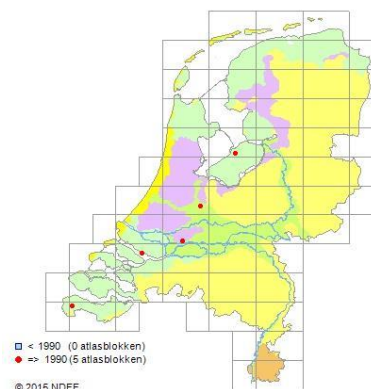 < 1990 (0 atlasblokken)
=> 1990 (5 atlasblokken)
© 2015 NDFF